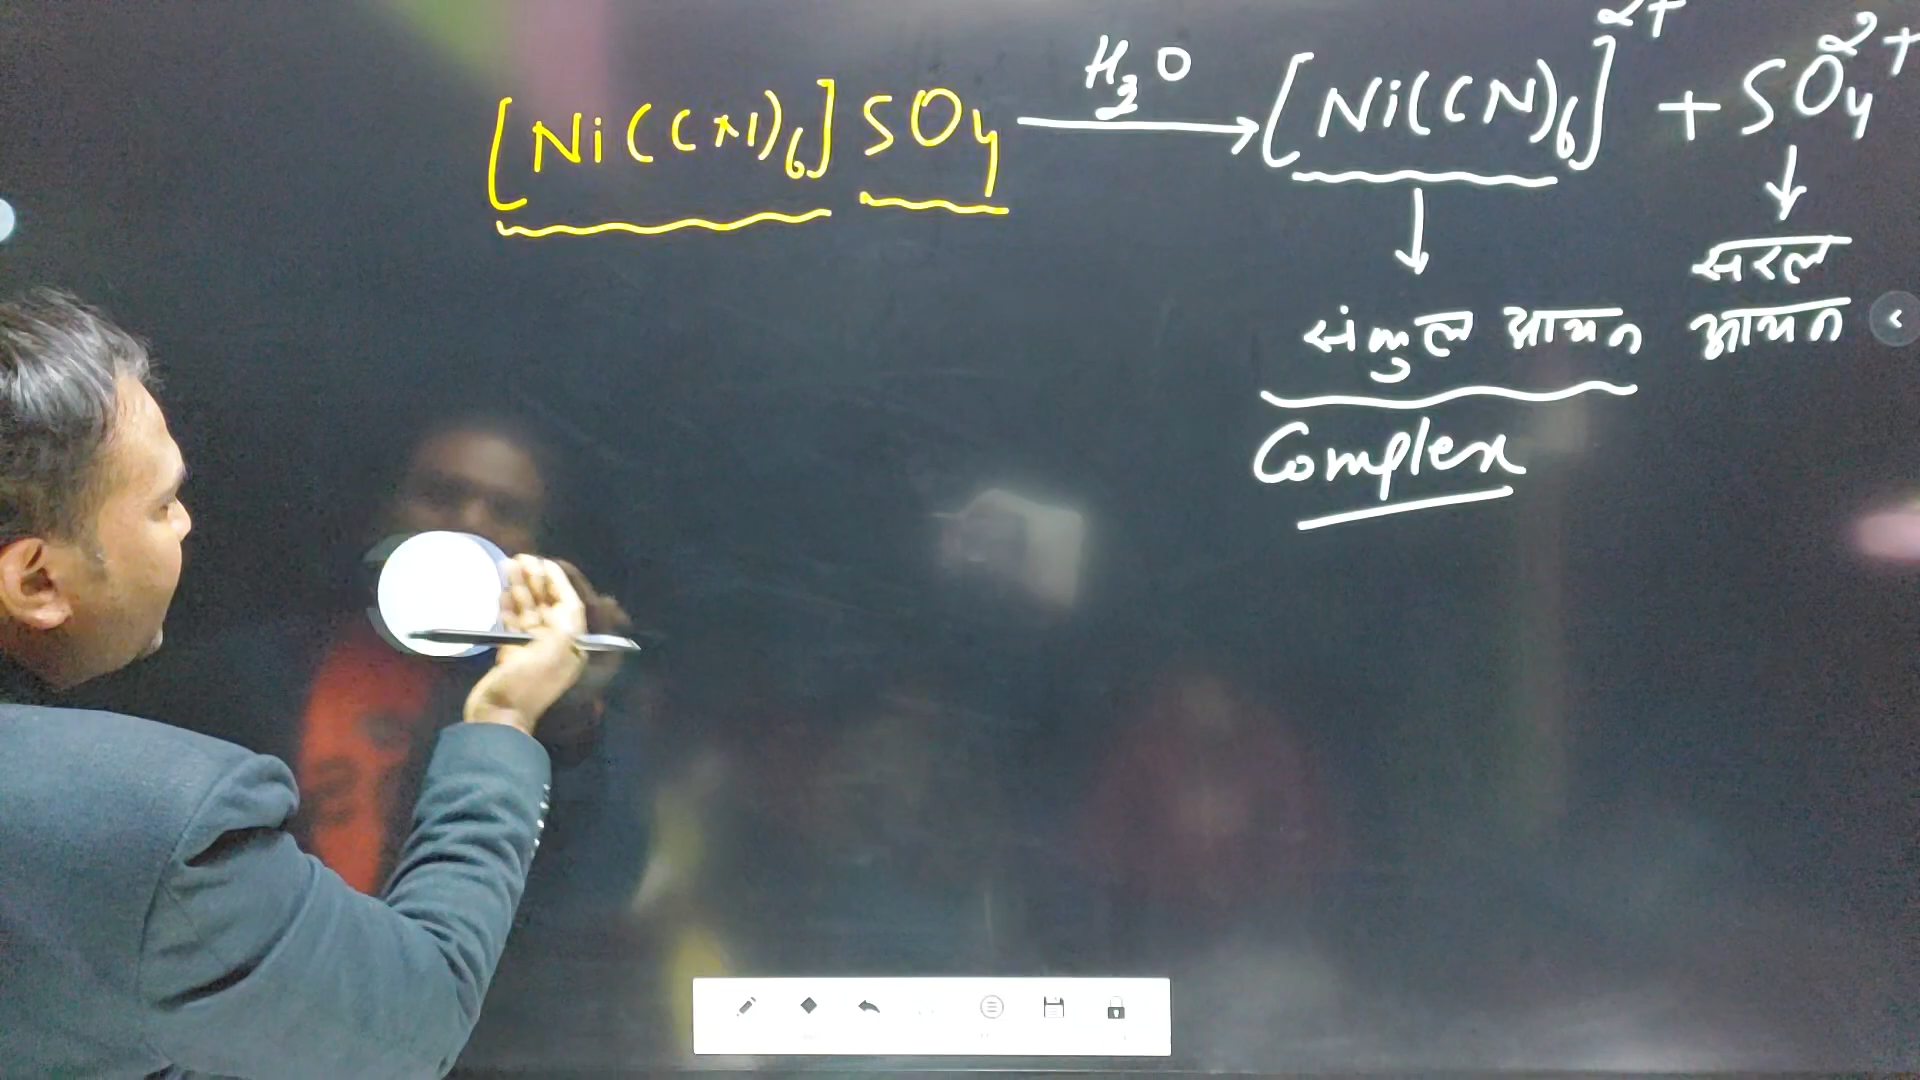 [Ni(CN)₆] SO₄ —H₂O→ [Ni(CN)₆]²⁺ + SO₄²⁺
संकुल आयन
सरल
आयन
Complex